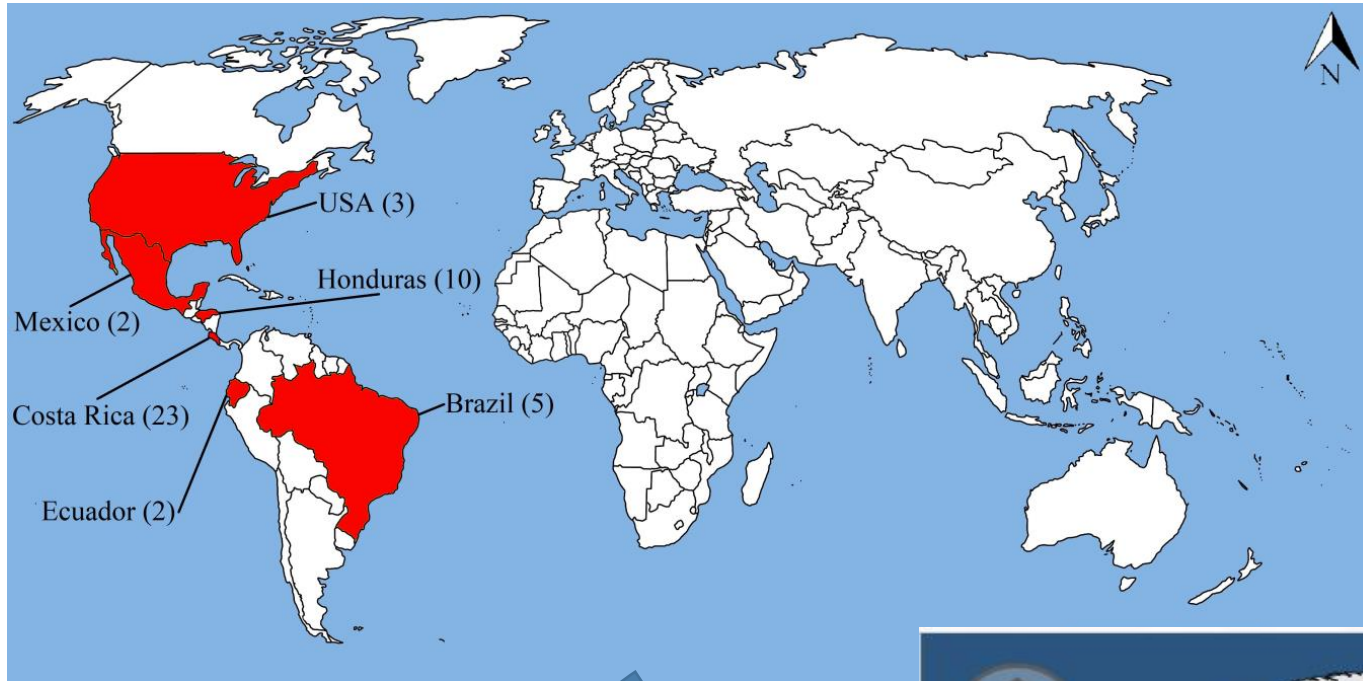 N
USA (3)
Honduras (10)
Mexico (2)
Costa Rica (23)
Brazil (5)
Ecuador (2)